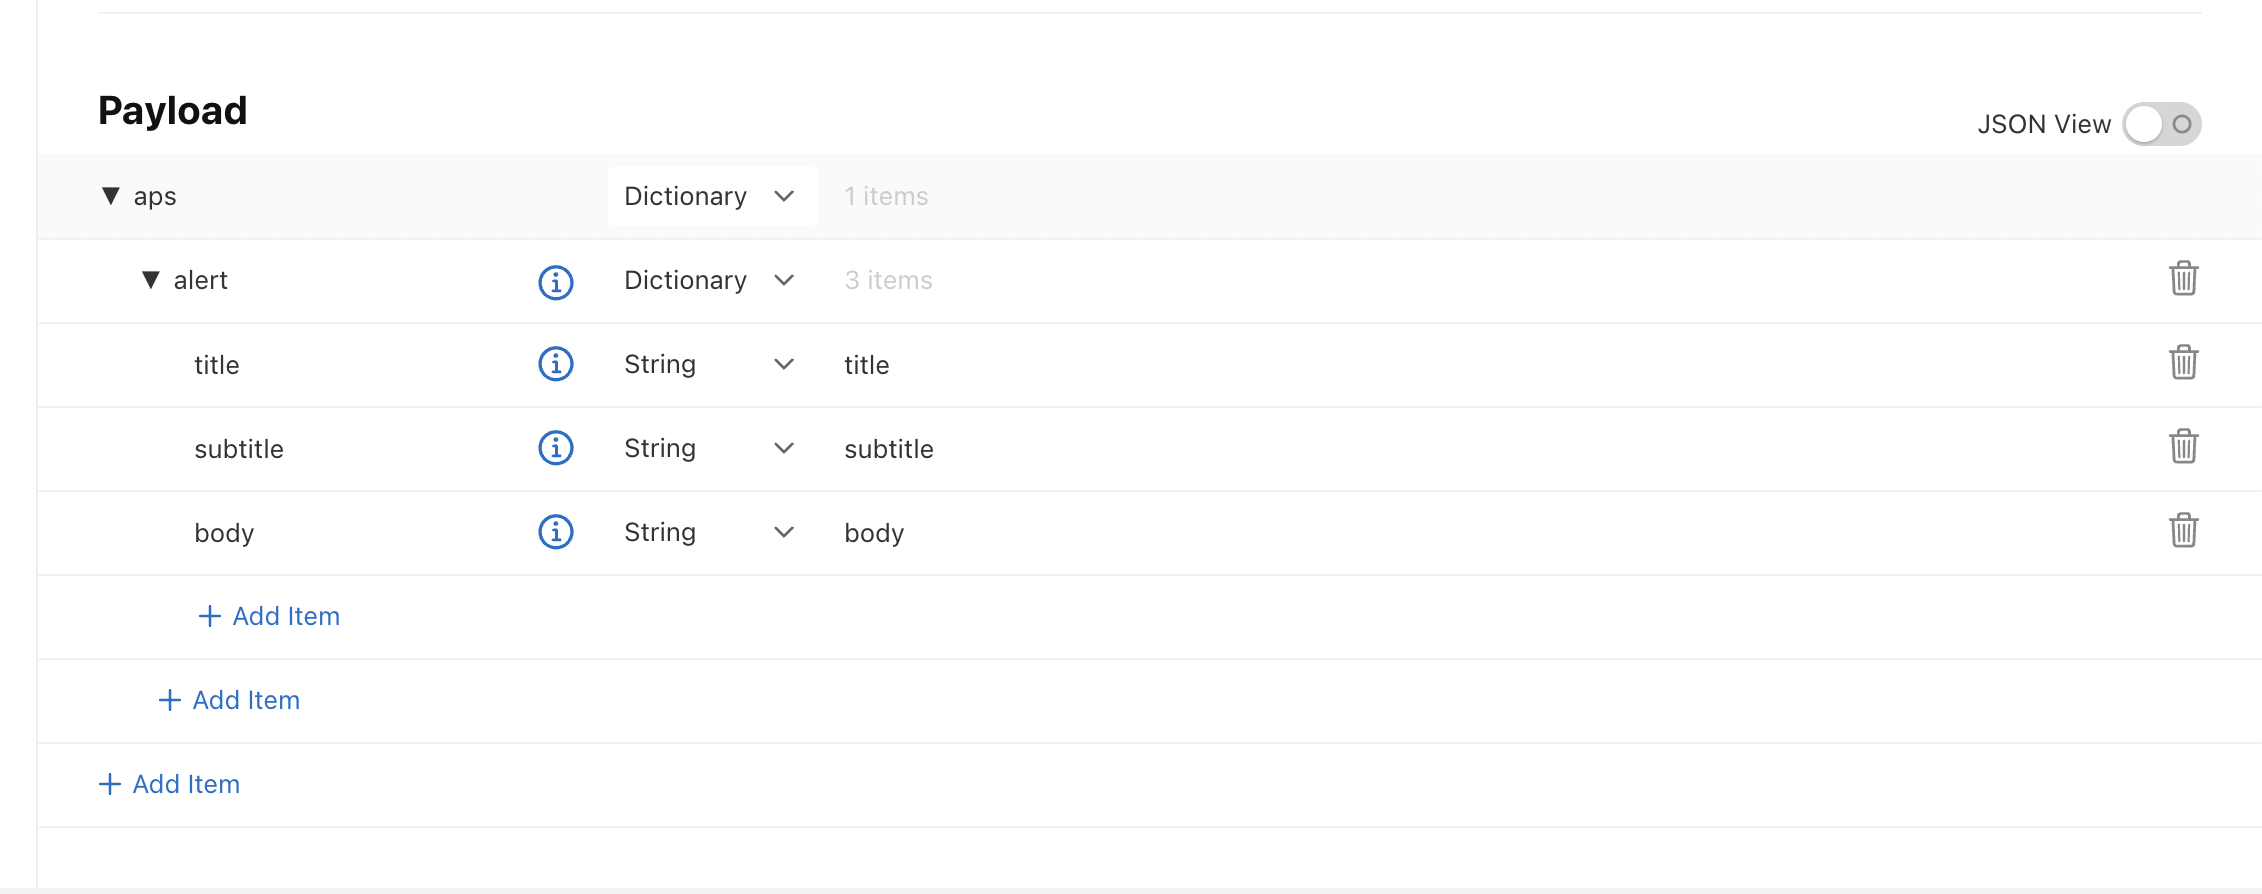 Payload
JSON View
aps Dictionary 1 items
alert Dictionary 3 items
title String title
subtitle String subtitle
body String body
+ Add Item
+ Add Item
+ Add Item